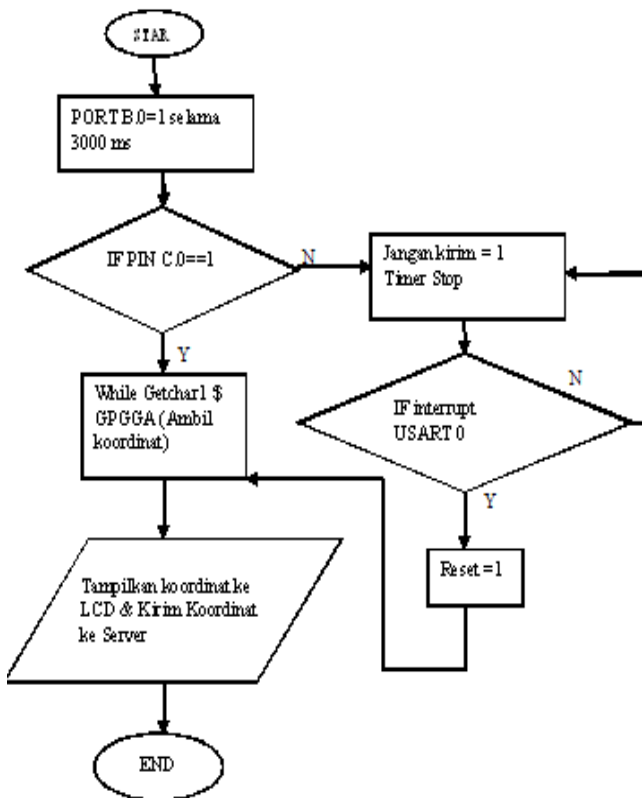 STAR
PORT B.0=1 selama
3000 ms
IF PIN C.0==1
N
Jangan kirim = 1
Timer Stop
Y
While Getchar1 $
GPGGA (Ambil
koordinat)
N
IF interrupt
USART 0
Y
Reset =1
Tampilkan koordinat ke
LCD & Kirim Koordinat
ke Server
END